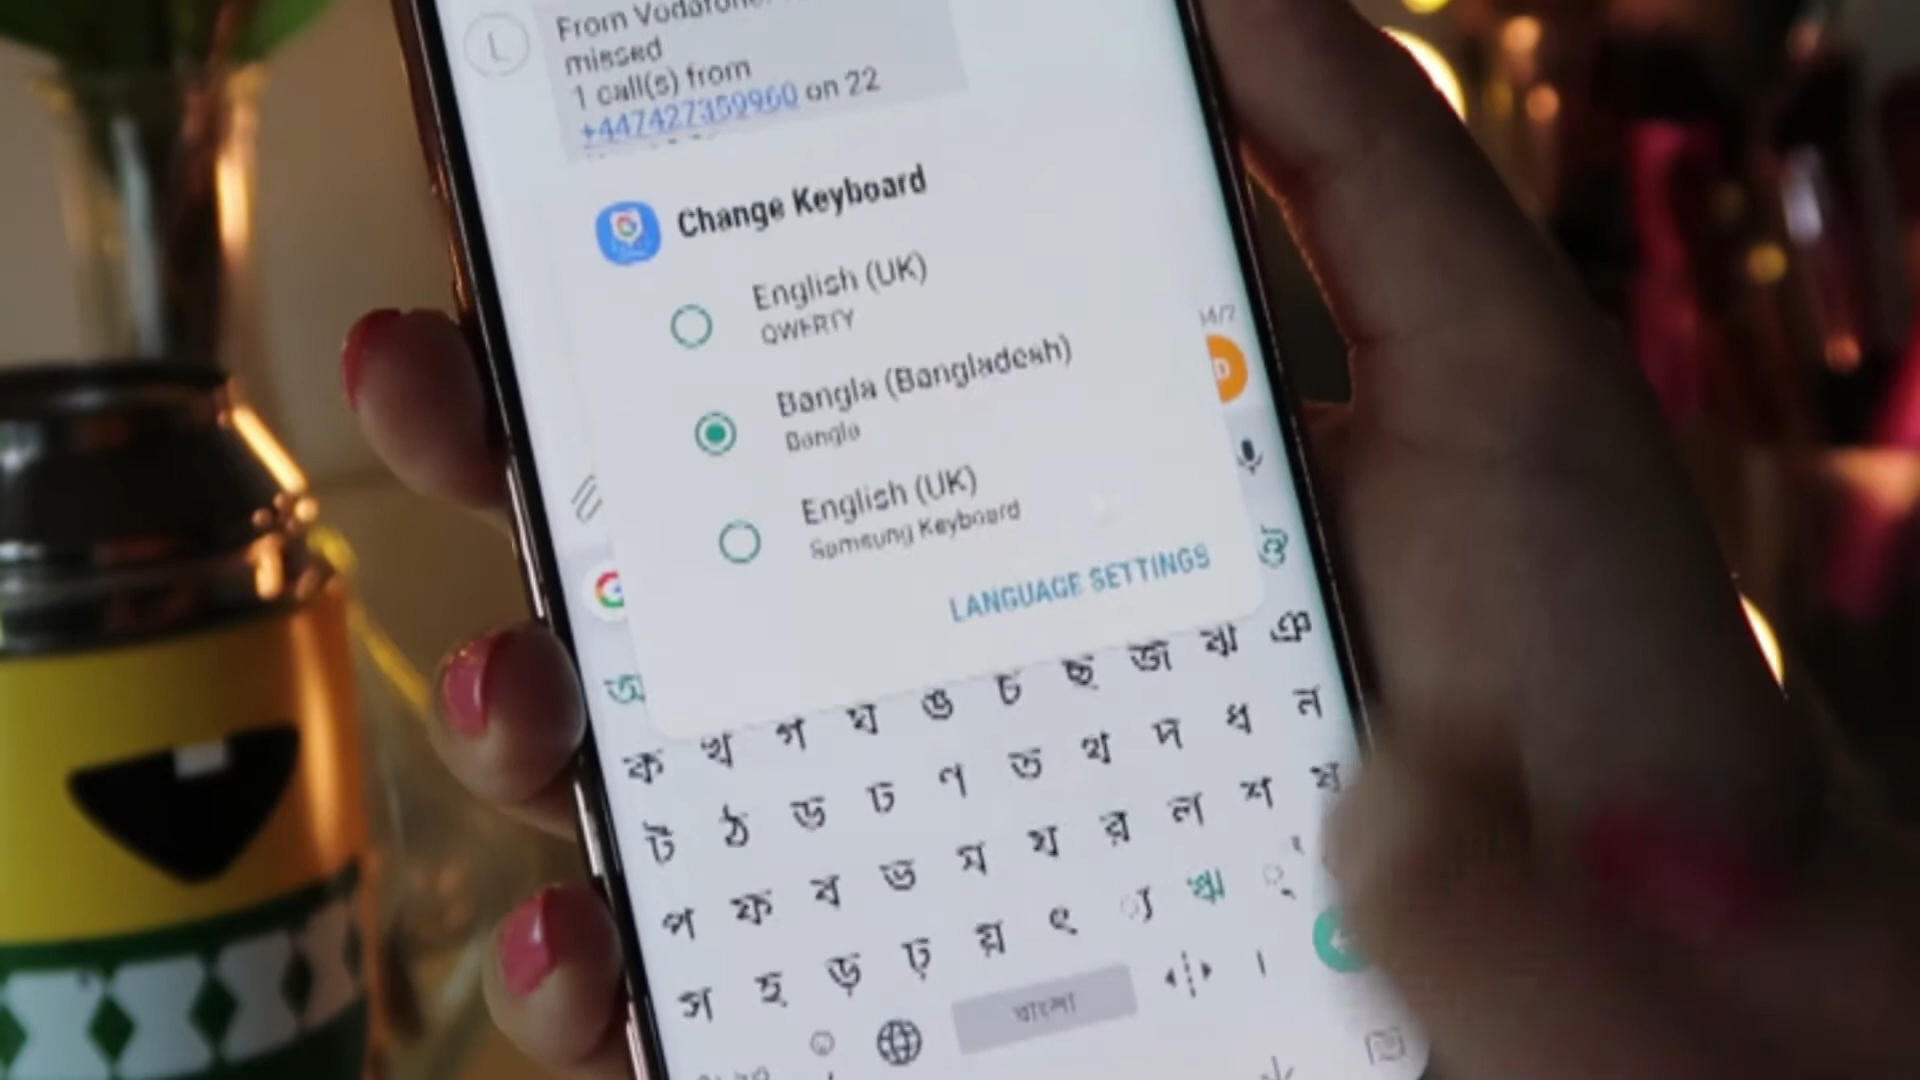 L
From Vodafone:
missed
1 call(s) from
+447427359960 on 22
Change Keyboard
English (UK)
QWERTY
Bangla (Bangladesh)
Bangla
English (UK)
Samsung Keyboard
LANGUAGE SETTINGS
অ
ক খ গ ঘ ঙ চ ছ জ ঝ ঞ
ট ঠ ড ঢ ণ ত থ দ ধ ন
প ফ ব ভ ম য র ল শ ষ
স হ ড় ঢ় য় ৎ ্য ঋ
বাংলা ।